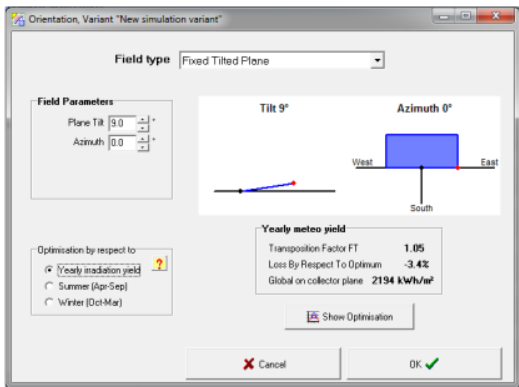 Orientation, Variant "New simulation variant"
Field type Fixed Tilted Plane
Field Parameters
Plane Tilt 9.0 °
Azimuth 0.0 °
Tilt 9° Azimuth 0°
West East
South
Optimisation by respect to
?
Yearly irradiation yield
Summer (Apr-Sep)
Winter (Oct-Mar)
Yearly meteo yield
Transposition Factor FT 1.05
Loss By Respect To Optimum -3.4%
Global on collector plane 2194 kWh/m²
Show Optimisation
Cancel OK